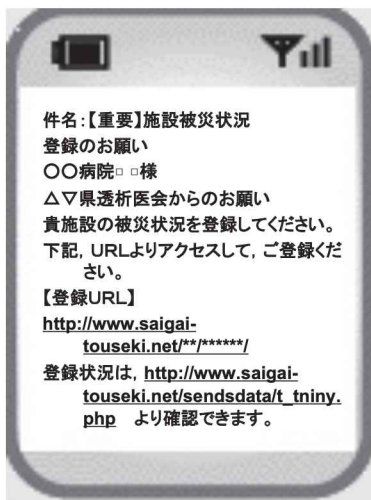 件名：【重要】施設被災状況
登録のお願い
〇〇病院□ □様
△▽県透析医会からのお願い
貴施設の被災状況を登録してください。
下記，URLよりアクセスして，ご登録くだ
さい。
【登録URL】
http://www.saigai-
touseki.net/**/******/
登録状況は，http://www.saigai-
touseki.net/sendsdata/t_tniny.
php　より確認できます。